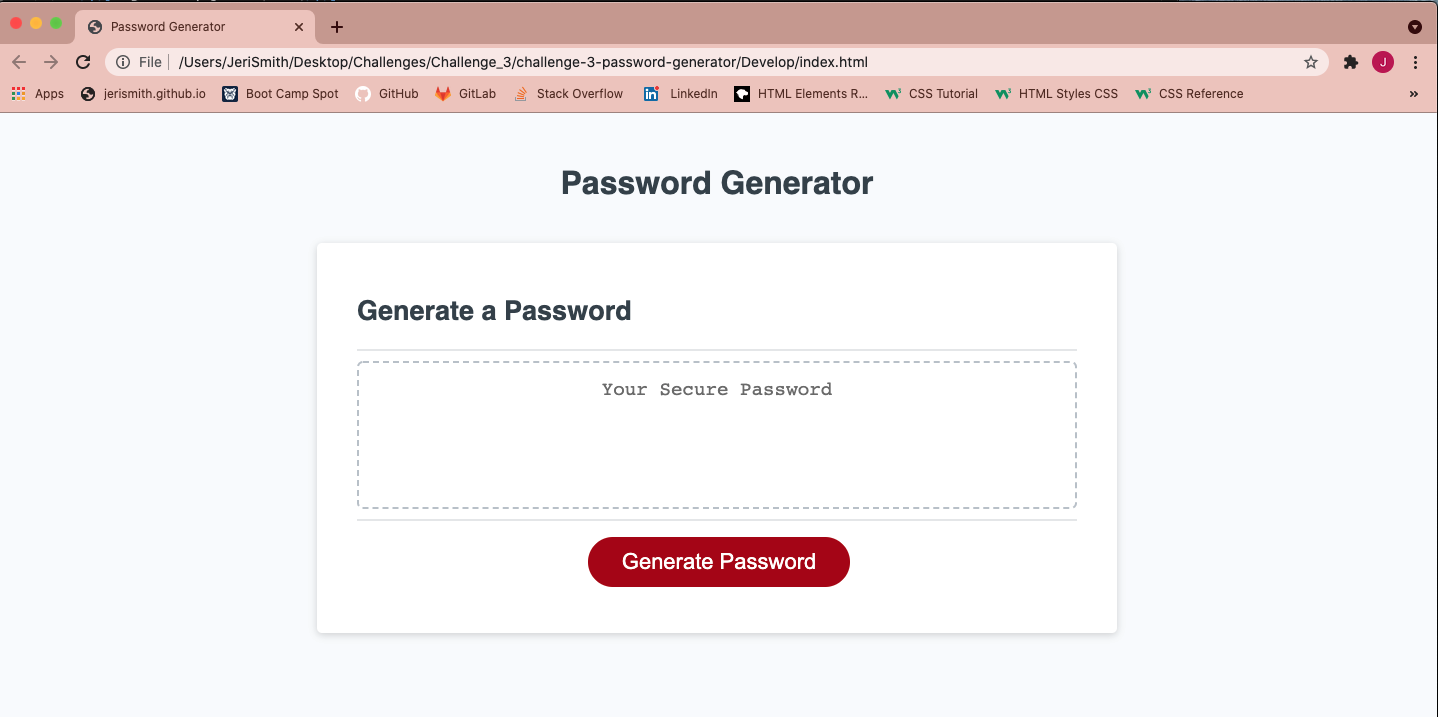 Password Generator
File /Users/JeriSmith/Desktop/Challenges/Challenge_3/challenge-3-password-generator/Develop/index.html J
Apps jerismith.github.io Boot Camp Spot GitHub GitLab Stack Overflow in LinkedIn HTML Elements R... CSS Tutorial HTML Styles CSS CSS Reference »
Password Generator
Generate a Password
Your Secure Password
Generate Password